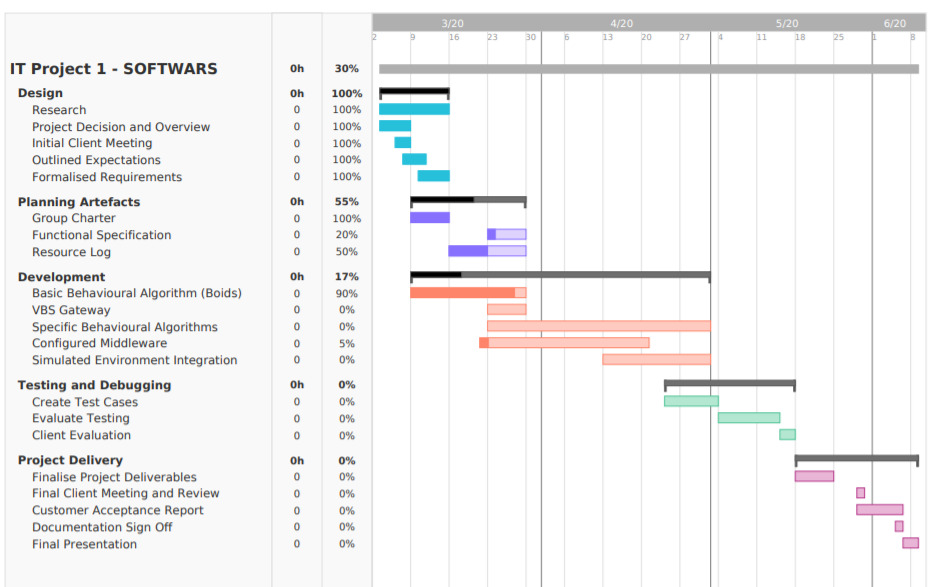 3/20 4/20 5/20 6/20
2 9 16 23 30 6 13 20 27 4 11 18 25 1 8
IT Project 1 - SOFTWARS 0h 30%
Design 0h 100%
Research 0 100%
Project Decision and Overview 0 100%
Initial Client Meeting 0 100%
Outlined Expectations 0 100%
Formalised Requirements 0 100%
Planning Artefacts 0h 55%
Group Charter 0 100%
Functional Specification 0 20%
Resource Log 0 50%
Development 0h 17%
Basic Behavioural Algorithm (Boids) 0 90%
VBS Gateway 0 0%
Specific Behavioural Algorithms 0 0%
Configured Middleware 0 5%
Simulated Environment Integration 0 0%
Testing and Debugging 0h 0%
Create Test Cases 0 0%
Evaluate Testing 0 0%
Client Evaluation 0 0%
Project Delivery 0h 0%
Finalise Project Deliverables 0 0%
Final Client Meeting and Review 0 0%
Customer Acceptance Report 0 0%
Documentation Sign Off 0 0%
Final Presentation 0 0%